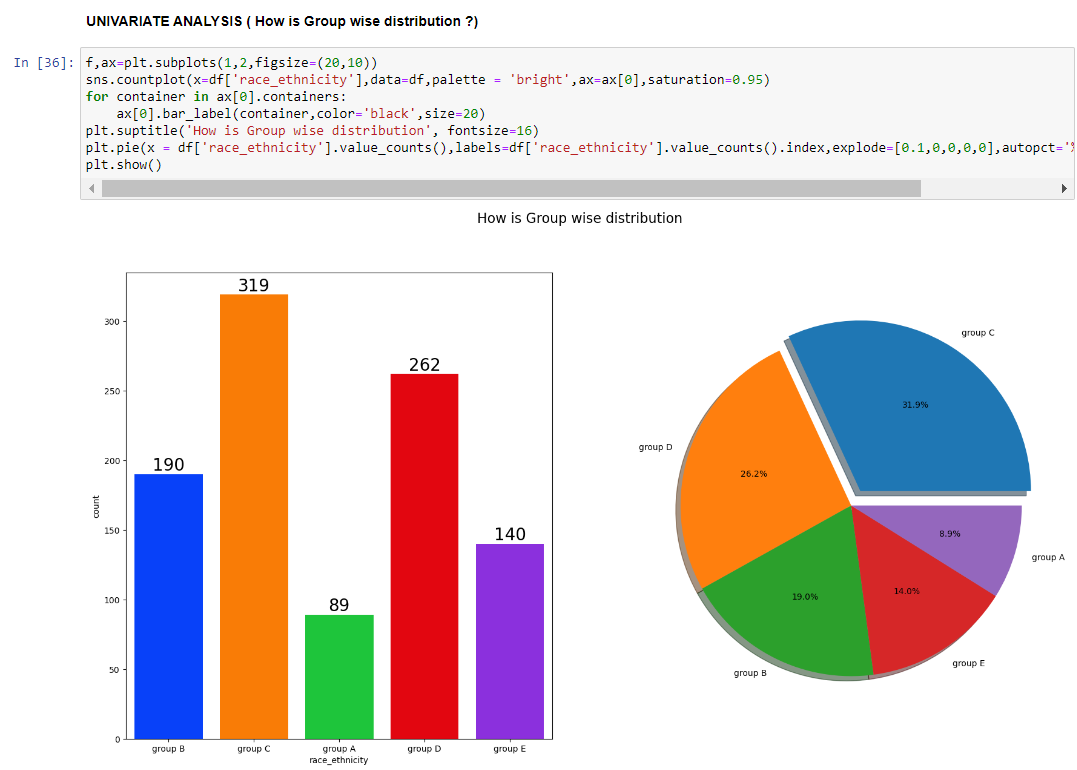 UNIVARIATE ANALYSIS ( How is Group wise distribution ?)
In [36]:
f,ax=plt.subplots(1,2,figsize=(20,10))
sns.countplot(x=df['race_ethnicity'],data=df,palette = 'bright',ax=ax[0],saturation=0.95)
for container in ax[0].containers:
    ax[0].bar_label(container,color='black',size=20)
plt.suptitle('How is Group wise distribution', fontsize=16)
plt.pie(x = df['race_ethnicity'].value_counts(),labels=df['race_ethnicity'].value_counts().index,explode=[0.1,0,0,0,0],autopct='%
plt.show()
How is Group wise distribution
319
262
190
140
89
300
250
200
150
100
50
0
count
group B
group C
group A
group D
group E
race_ethnicity
group C
31.9%
group D
26.2%
8.9%
group A
14.0%
19.0%
group E
group B